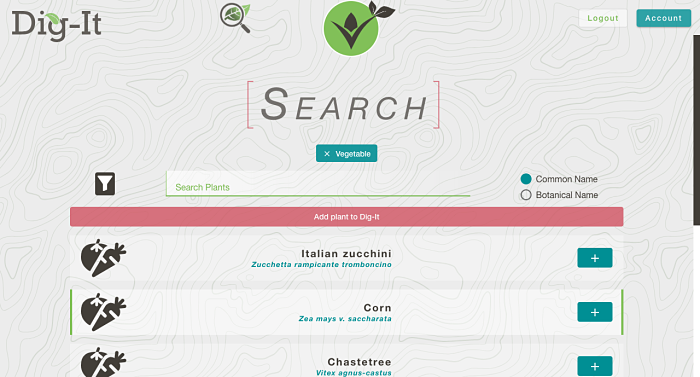 Dig-It
Logout
Account
SEARCH
× Vegetable
Search Plants
Common Name
Botanical Name
Add plant to Dig-It
Italian zucchini
Zucchetta rampicante tromboncino
+
Corn
Zea mays v. saccharata
+
Chastetree
Vitex agnus-castus
+